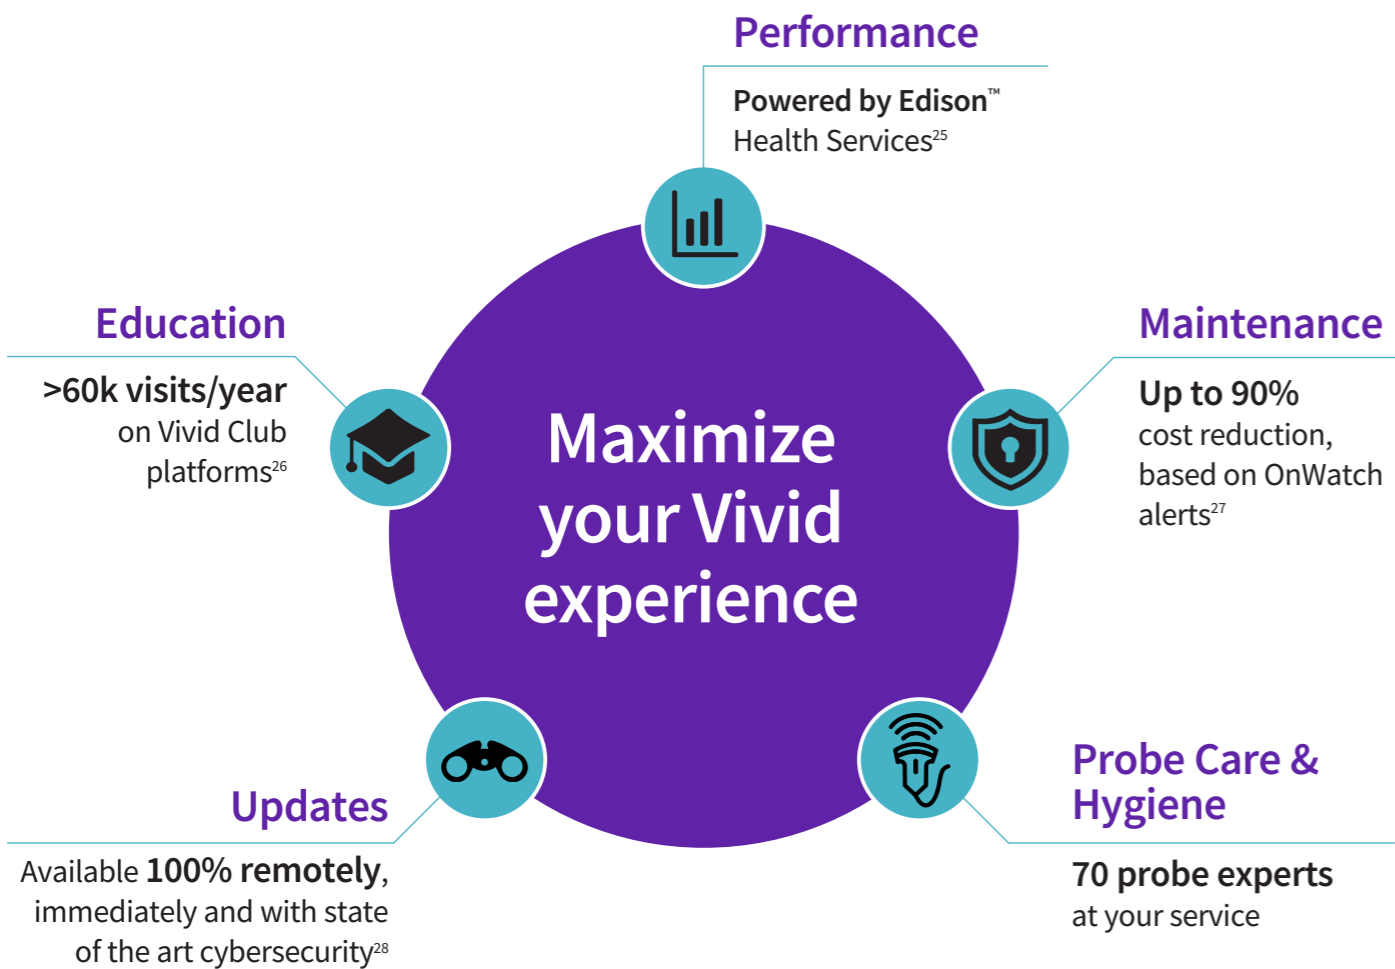 Performance
Powered by Edison™
Health Services25
Education
>60k visits/year
on Vivid Club
platforms26
Maintenance
Up to 90%
cost reduction,
based on OnWatch
alerts27
Maximize
your Vivid
experience
Updates
Available 100% remotely,
immediately and with state
of the art cybersecurity28
Probe Care &
Hygiene
70 probe experts
at your service